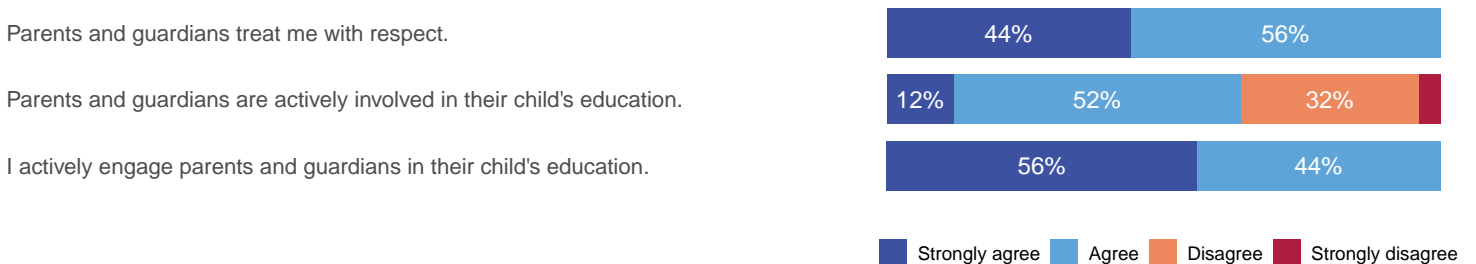 Parents and guardians treat me with respect. 44% 56%
Parents and guardians are actively involved in their child's education. 12% 52% 32%
I actively engage parents and guardians in their child's education. 56% 44%
Strongly agree Agree Disagree Strongly disagree